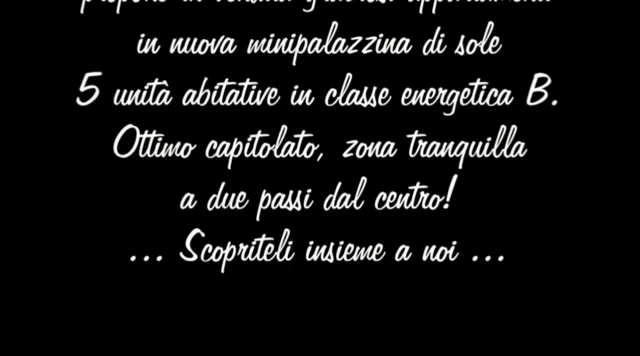 in nuova minipalazzina di sole
5 unità abitative in classe energetica B.
Ottimo capitolato, zona tranquilla
a due passi dal centro!
... Scopriteli insieme a noi ...